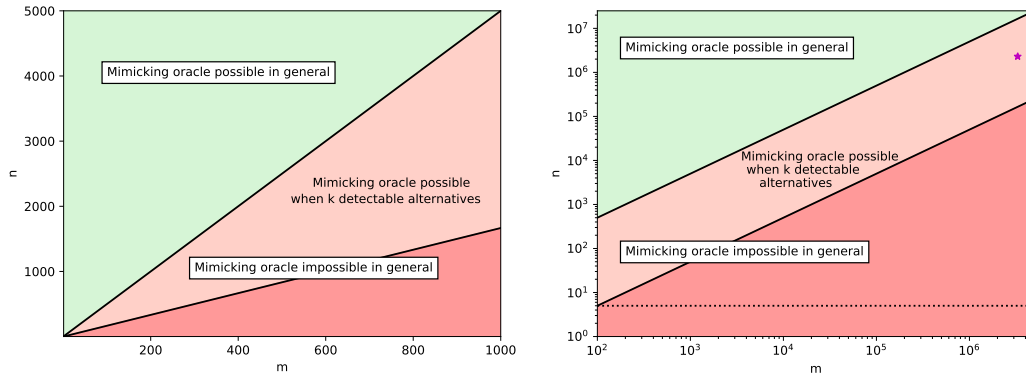 5000
4000
3000
2000
1000
n
Mimicking oracle possible in general
Mimicking oracle possible
when k detectable alternatives
Mimicking oracle impossible in general
200
400
600
800
1000
m
10^7
10^6
10^5
10^4
10^3
10^2
10^1
10^0
n
Mimicking oracle possible in general
Mimicking oracle possible
when k detectable
alternatives
Mimicking oracle impossible in general
10^2
10^3
10^4
10^5
10^6
m